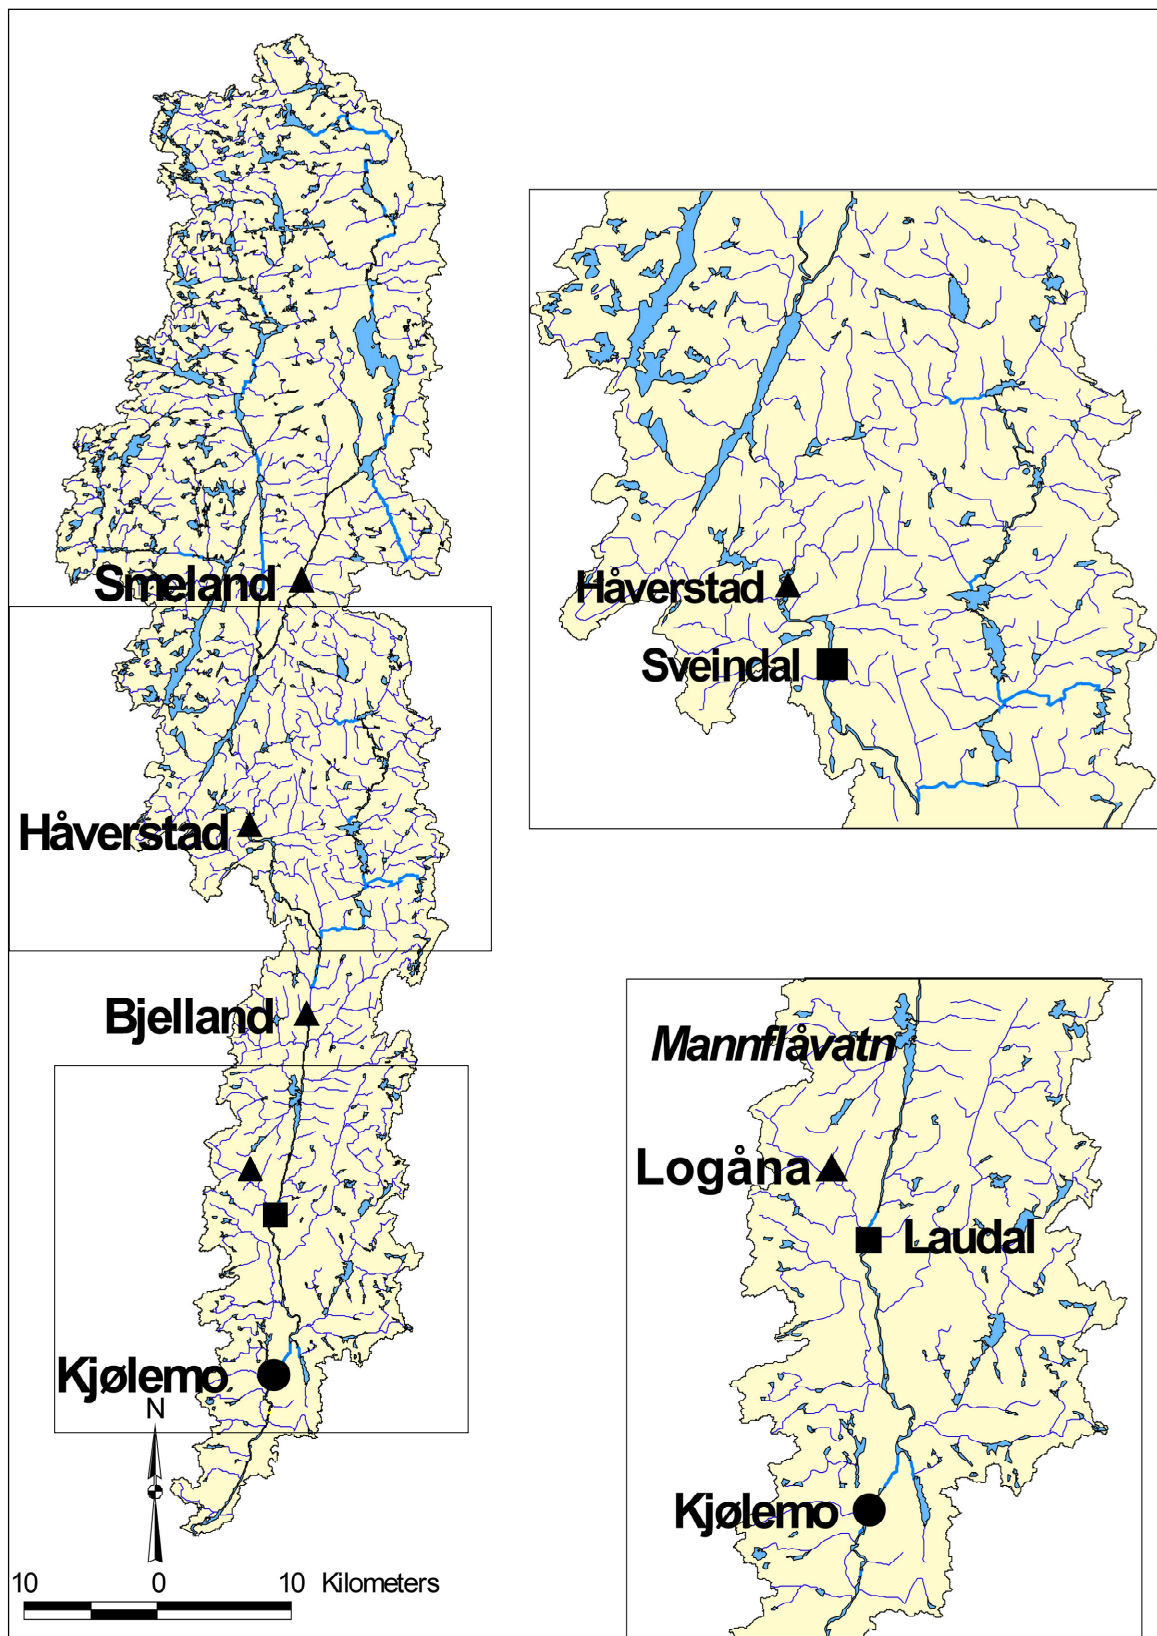 Smeland
Håverstad
Bjelland
Kjølemo
N
10 0 10 Kilometers
Håverstad
Sveindal
Mannflåvatn
Logåna
Laudal
Kjølemo